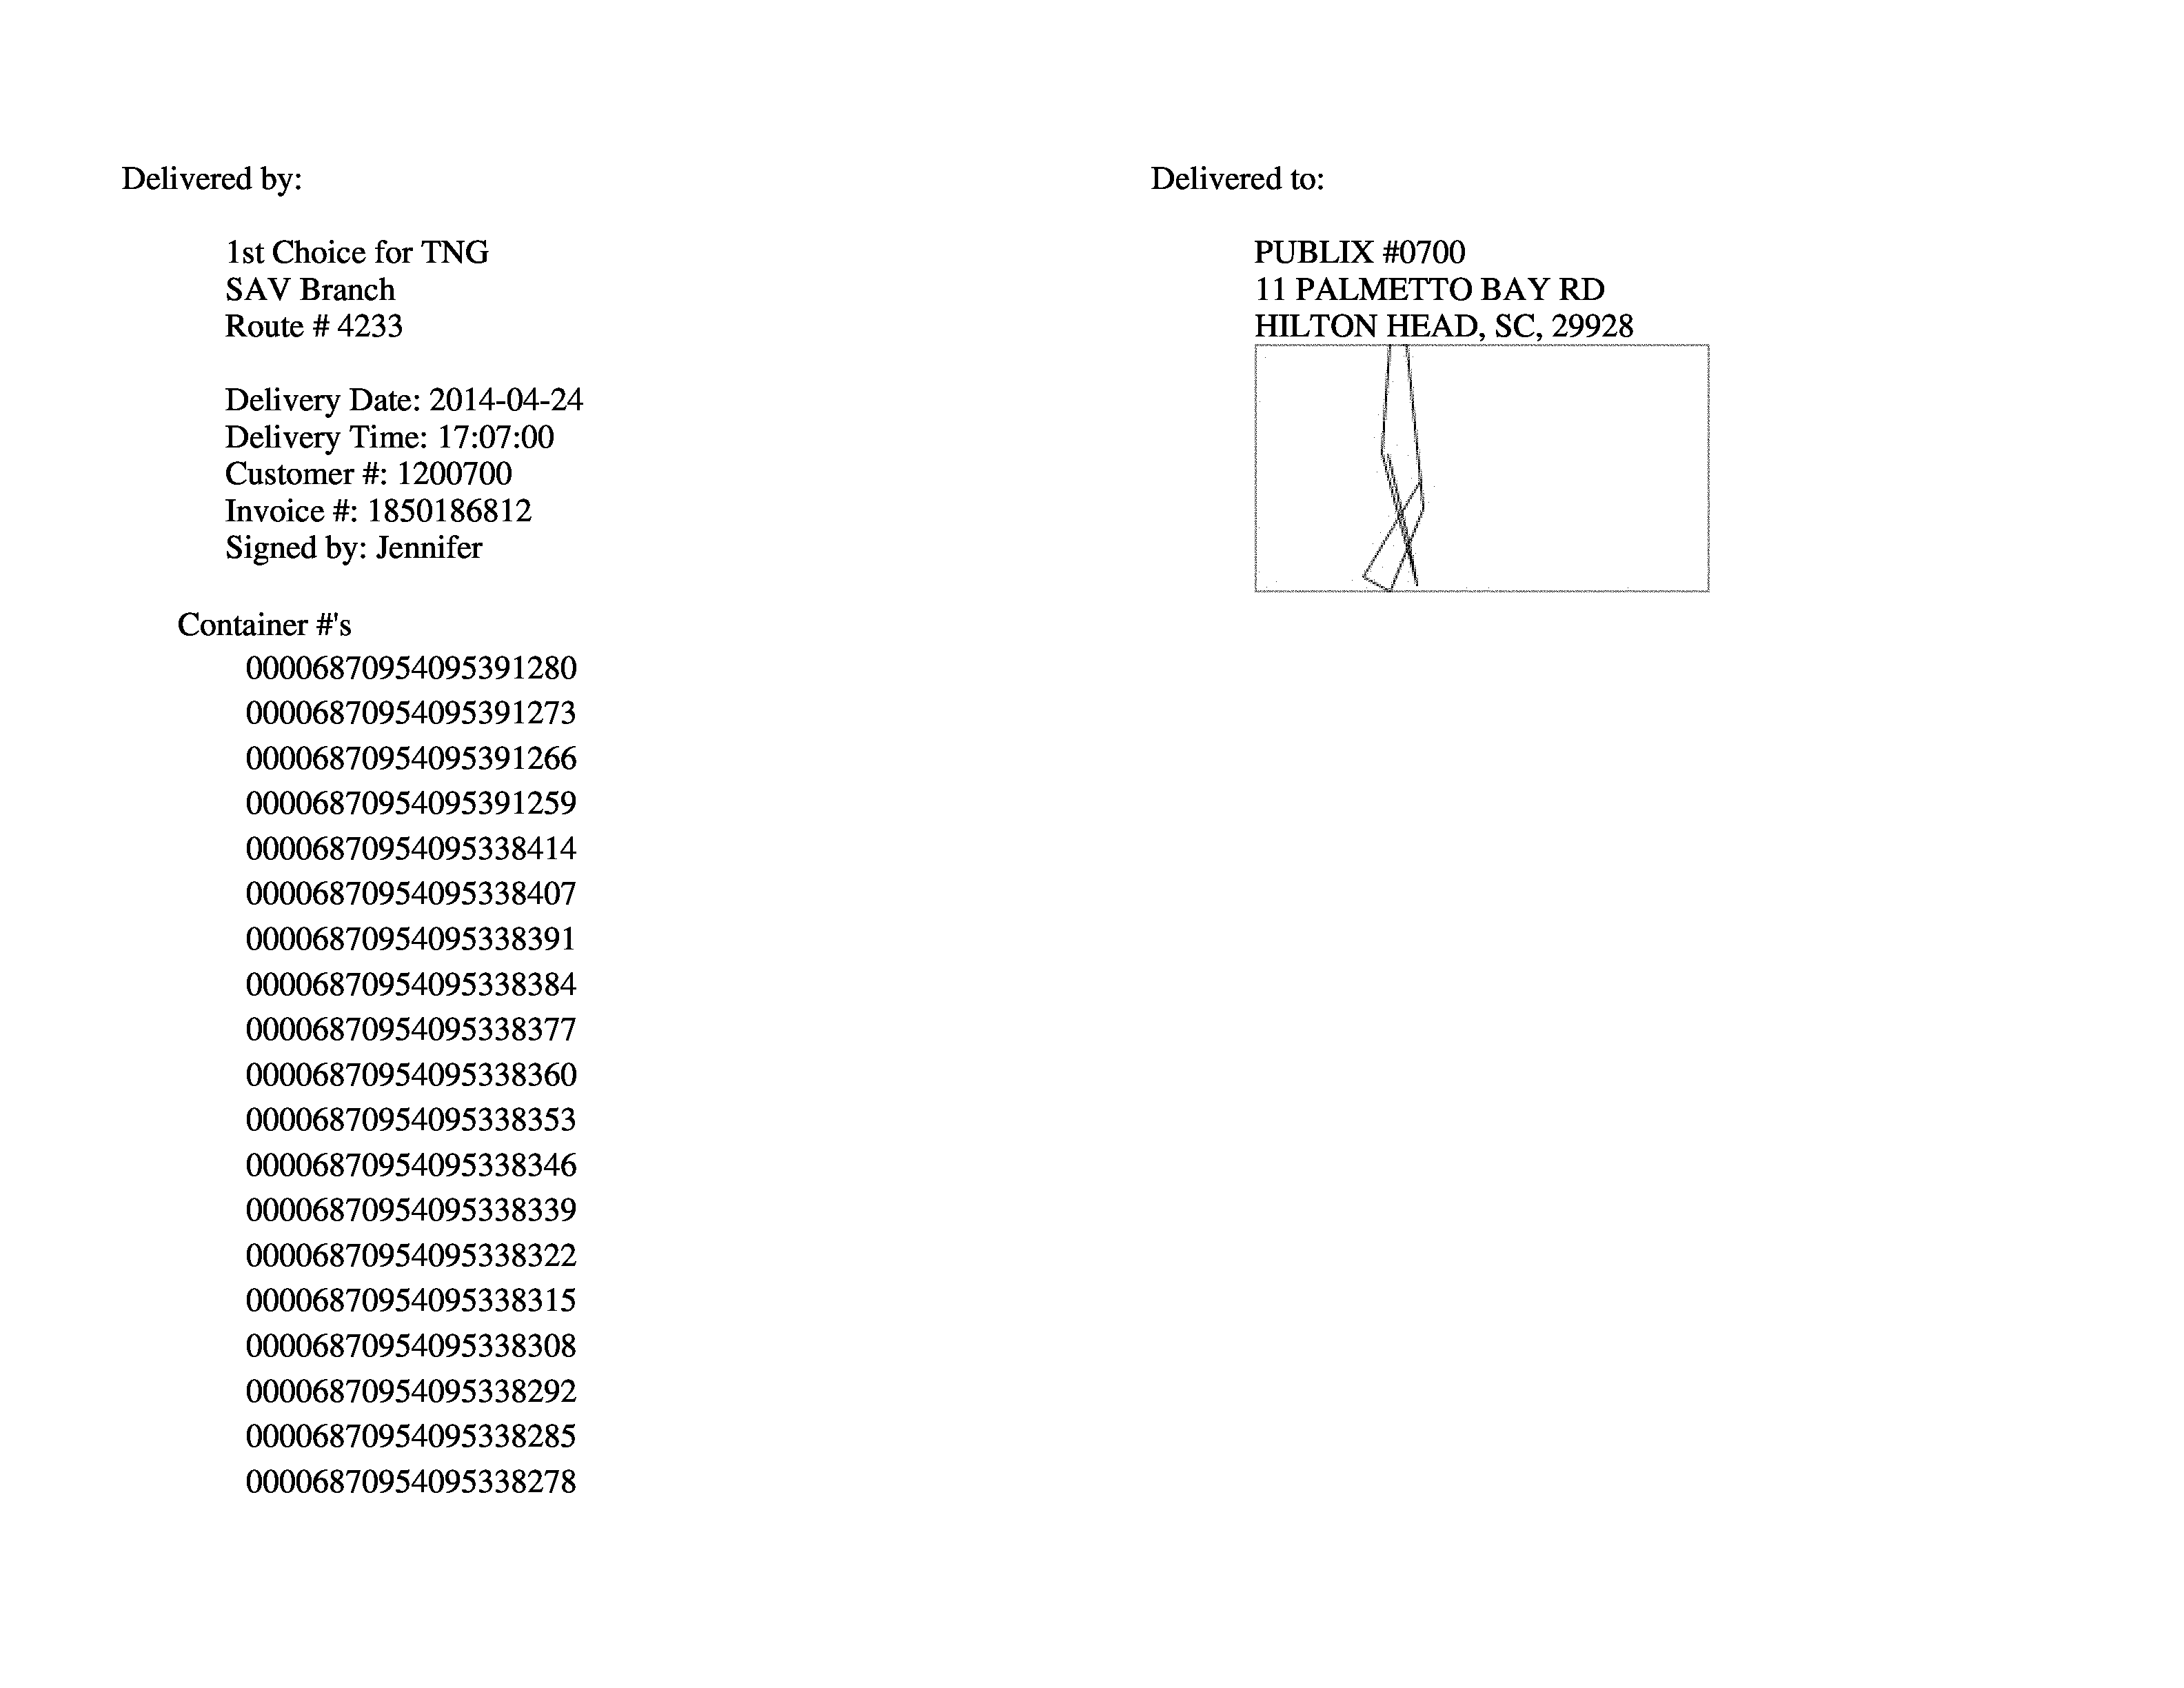 Delivered by:
1st Choice for TNG
SAV Branch
Route # 4233
Delivery Date: 2014-04-24
Delivery Time: 17:07:00
Customer #: 1200700
Invoice #: 1850186812
Signed by: Jennifer
Container #'s
00006870954095391280
00006870954095391273
00006870954095391266
00006870954095391259
00006870954095338414
00006870954095338407
00006870954095338391
00006870954095338384
00006870954095338377
00006870954095338360
00006870954095338353
00006870954095338346
00006870954095338339
00006870954095338322
00006870954095338315
00006870954095338308
00006870954095338292
00006870954095338285
00006870954095338278
Delivered to:
PUBLIX #0700
11 PALMETTO BAY RD
HILTON HEAD, SC, 29928